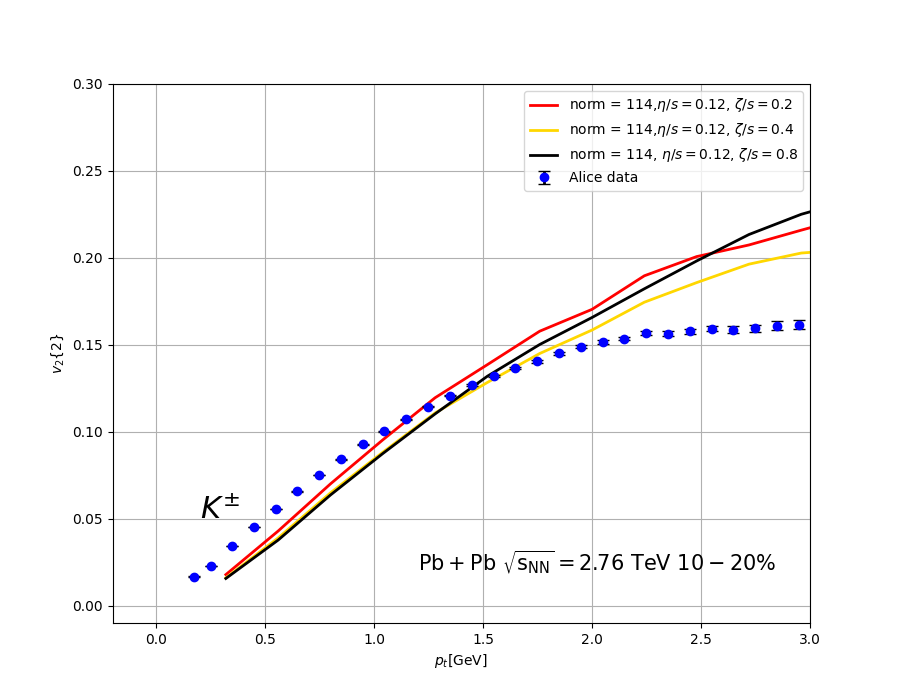 norm = 114,η/s = 0.12, ζ/s = 0.2
norm = 114,η/s = 0.12, ζ/s = 0.4
norm = 114, η/s = 0.12, ζ/s = 0.8
Alice data
0.30
0.25
0.20
0.15
0.10
0.05
0.00
v₂{2}
K±
Pb + Pb √sNN = 2.76 TeV 10 − 20%
0.0 0.5 1.0 1.5 2.0 2.5 3.0
pt[GeV]